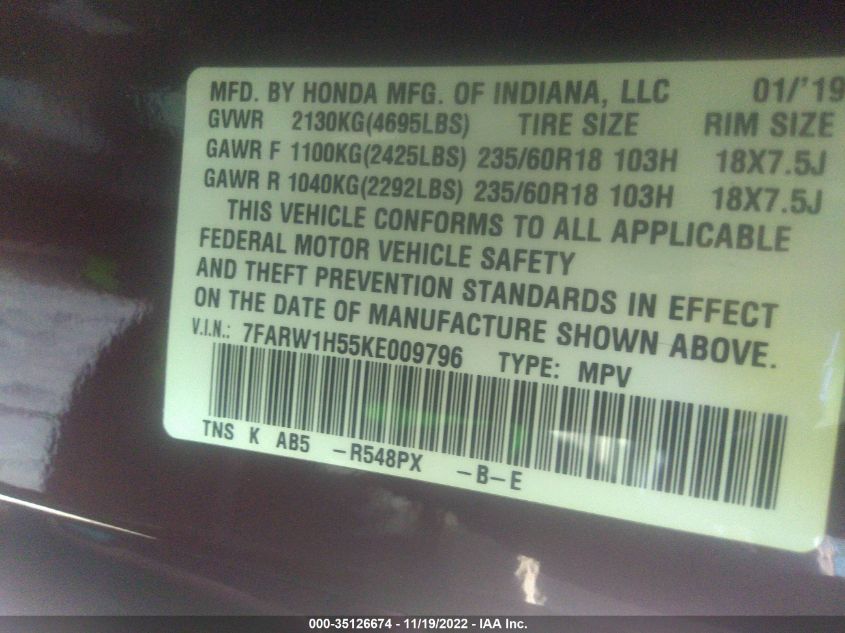 MFD. BY HONDA MFG. OF INDIANA, LLC 01/'19
GVWR 2130KG(4695LBS) TIRE SIZE RIM SIZE
GAWR F 1100KG(2425LBS) 235/60R18 103H 18X7.5J
GAWR R 1040KG(2292LBS) 235/60R18 103H 18X7.5J
THIS VEHICLE CONFORMS TO ALL APPLICABLE
FEDERAL MOTOR VEHICLE SAFETY
AND THEFT PREVENTION STANDARDS IN EFFECT
ON THE DATE OF MANUFACTURE SHOWN ABOVE.
V.I.N.: 7FARW1H55KE009796 TYPE: MPV
TNS K AB5 -R548PX -B-E
000-35126674 - 11/19/2022 - IAA Inc.